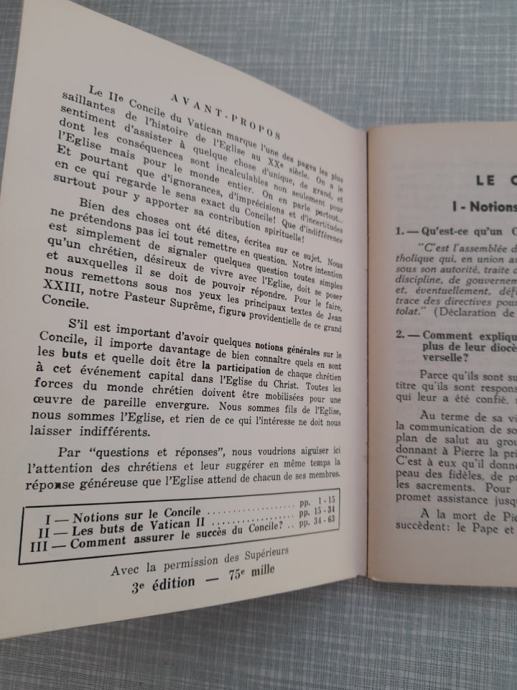 AVANT-PROPOS
Le IIe Concile du Vatican marque l'une des pages les plus
saillantes de l'histoire de l'Eglise au XXe siècle. On a le
sentiment d'assister à quelque chose d'unique, de grand, et
dont les conséquences sont incalculables non seulement pour
l'Eglise mais pour le monde entier. On en parle partout.
Et pourtant que d'ignorances, d'imprécisions et d'incertitudes
en ce qui regarde le sens exact du Concile! Que d'indifférence
surtout pour y apporter sa contribution spirituelle!
Bien des choses ont été dites, écrites sur ce sujet. Nous
ne prétendons pas ici tout remettre en question. Notre intention
est simplement de signaler quelques question toutes simples
qu'un chrétien, désireux de vivre avec l'Eglise, doit se poser
et auxquelles il se doit de pouvoir répondre. Pour le faire,
nous remettons sous nos yeux les principaux textes de Jean
XXIII, notre Pasteur Suprême, figure providentielle de ce grand
Concile.
S'il est important d'avoir quelques notions générales sur le
Concile, il importe davantage de bien connaître quels en sont
les buts et quelle doit être la participation de chaque chrétien
à cet événement capital dans l'Eglise du Christ. Toutes les
forces du monde chrétien doivent être mobilisées pour une
œuvre de pareille envergure. Nous sommes fils de l'Eglise,
nous sommes l'Eglise, et rien de ce qui l'intéresse ne doit nous
laisser indifférents.
Par "questions et réponses", nous voudrions aiguiser ici
l'attention des chrétiens et leur suggérer en même temps la
réponse généreuse que l'Eglise attend de chacun de ses membres.
I — Notions sur le Concile .................. pp. 1-15
II — Les buts de Vatican II .................. pp. 15-34
III — Comment assurer le succès du Concile? .. pp. 34-63
Avec la permission des Supérieurs
3e édition — 75e mille
LE C
I - Notions
1. — Qu'est-ce qu'un C
"C'est l'assemblée d
tholique qui, en union a
sous son autorité, traite d
discipline, de gouverne
et, éventuellement, déf
trace des directives pou
tolat." (Déclaration de
2. — Comment expliqu
plus de leur diocè
verselle?
Parce qu'ils sont su
titre qu'ils sont respon
qui leur a été confié,
Au terme de sa vi
la communication de so
plan de salut au grou
donnant à Pierre la pri
C'est à eux qu'il donne
peau des fidèles, de p
les sacrements. Pour
promet assistance jusq
A la mort de Pie
succèdent: le Pape et